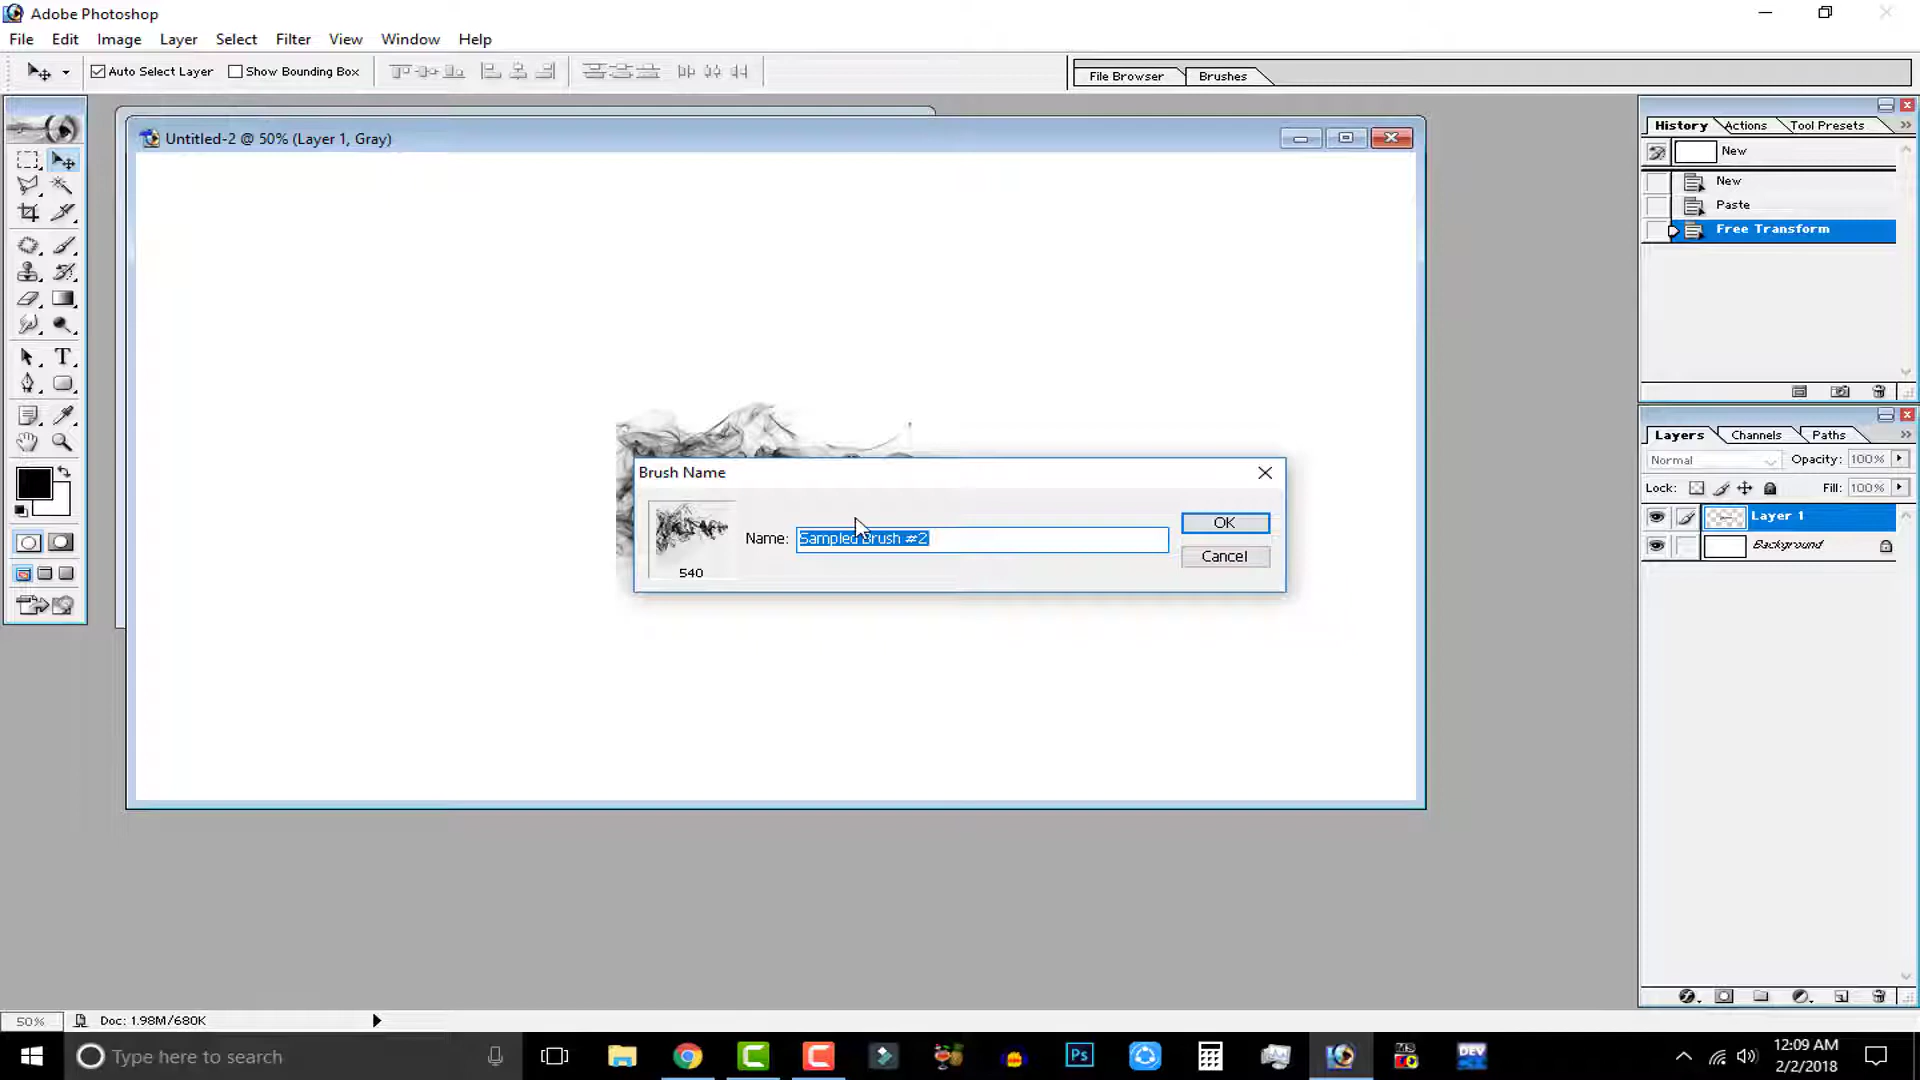 Adobe Photoshop
File Edit Image Layer Select Filter View Window Help
Auto Select Layer Show Bounding Box File Browser Brushes
Untitled-2 @ 50% (Layer 1, Gray)
History Actions Tool Presets
New
New
Paste
Free Transform
Layers Channels Paths
Normal Opacity: 100%
Lock: Fill: 100%
Layer 1
Background
Brush Name
Name: Sampled Brush #2
OK
Cancel
540
T
50% Doc: 1.98M/680K
Type here to search
Ps
MS
DEV
12:09 AM
2/2/2018